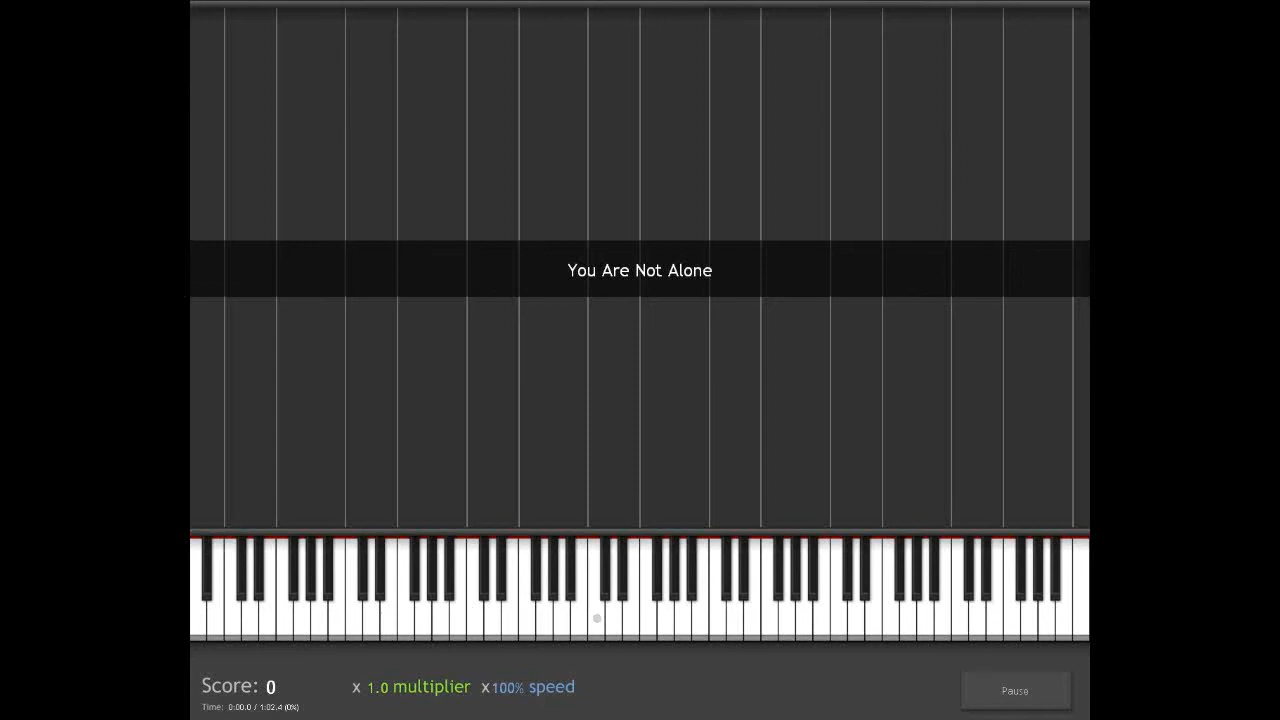 You Are Not Alone
Score: 0 x 1.0 multiplier x100% speed
Time: 0:00.0 / 1:02.4 (0%)
Pause